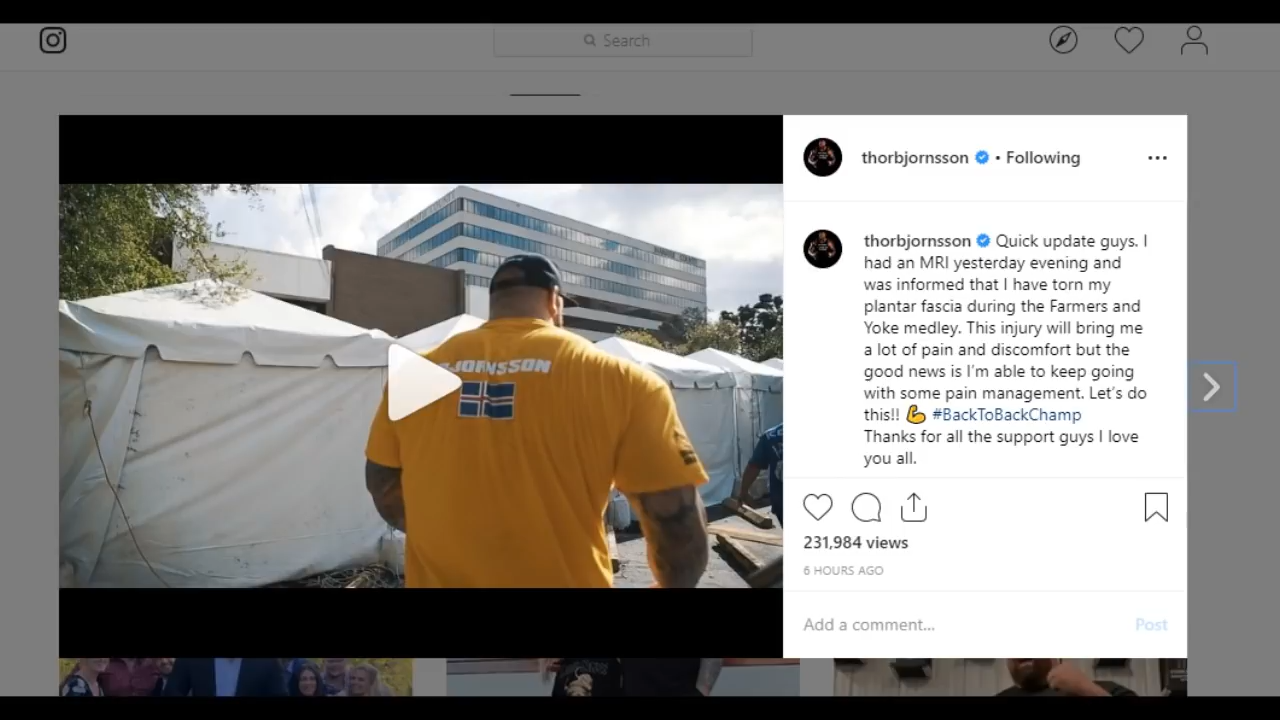 Search
thorbjornsson • Following
thorbjornsson Quick update guys. I
had an MRI yesterday evening and
was informed that I have torn my
plantar fascia during the Farmers and
Yoke medley. This injury will bring me
a lot of pain and discomfort but the
good news is I'm able to keep going
with some pain management. Let's do
this!! 💪 #BackToBackChamp
Thanks for all the support guys I love
you all.
231,984 views
6 HOURS AGO
Add a comment...
Post